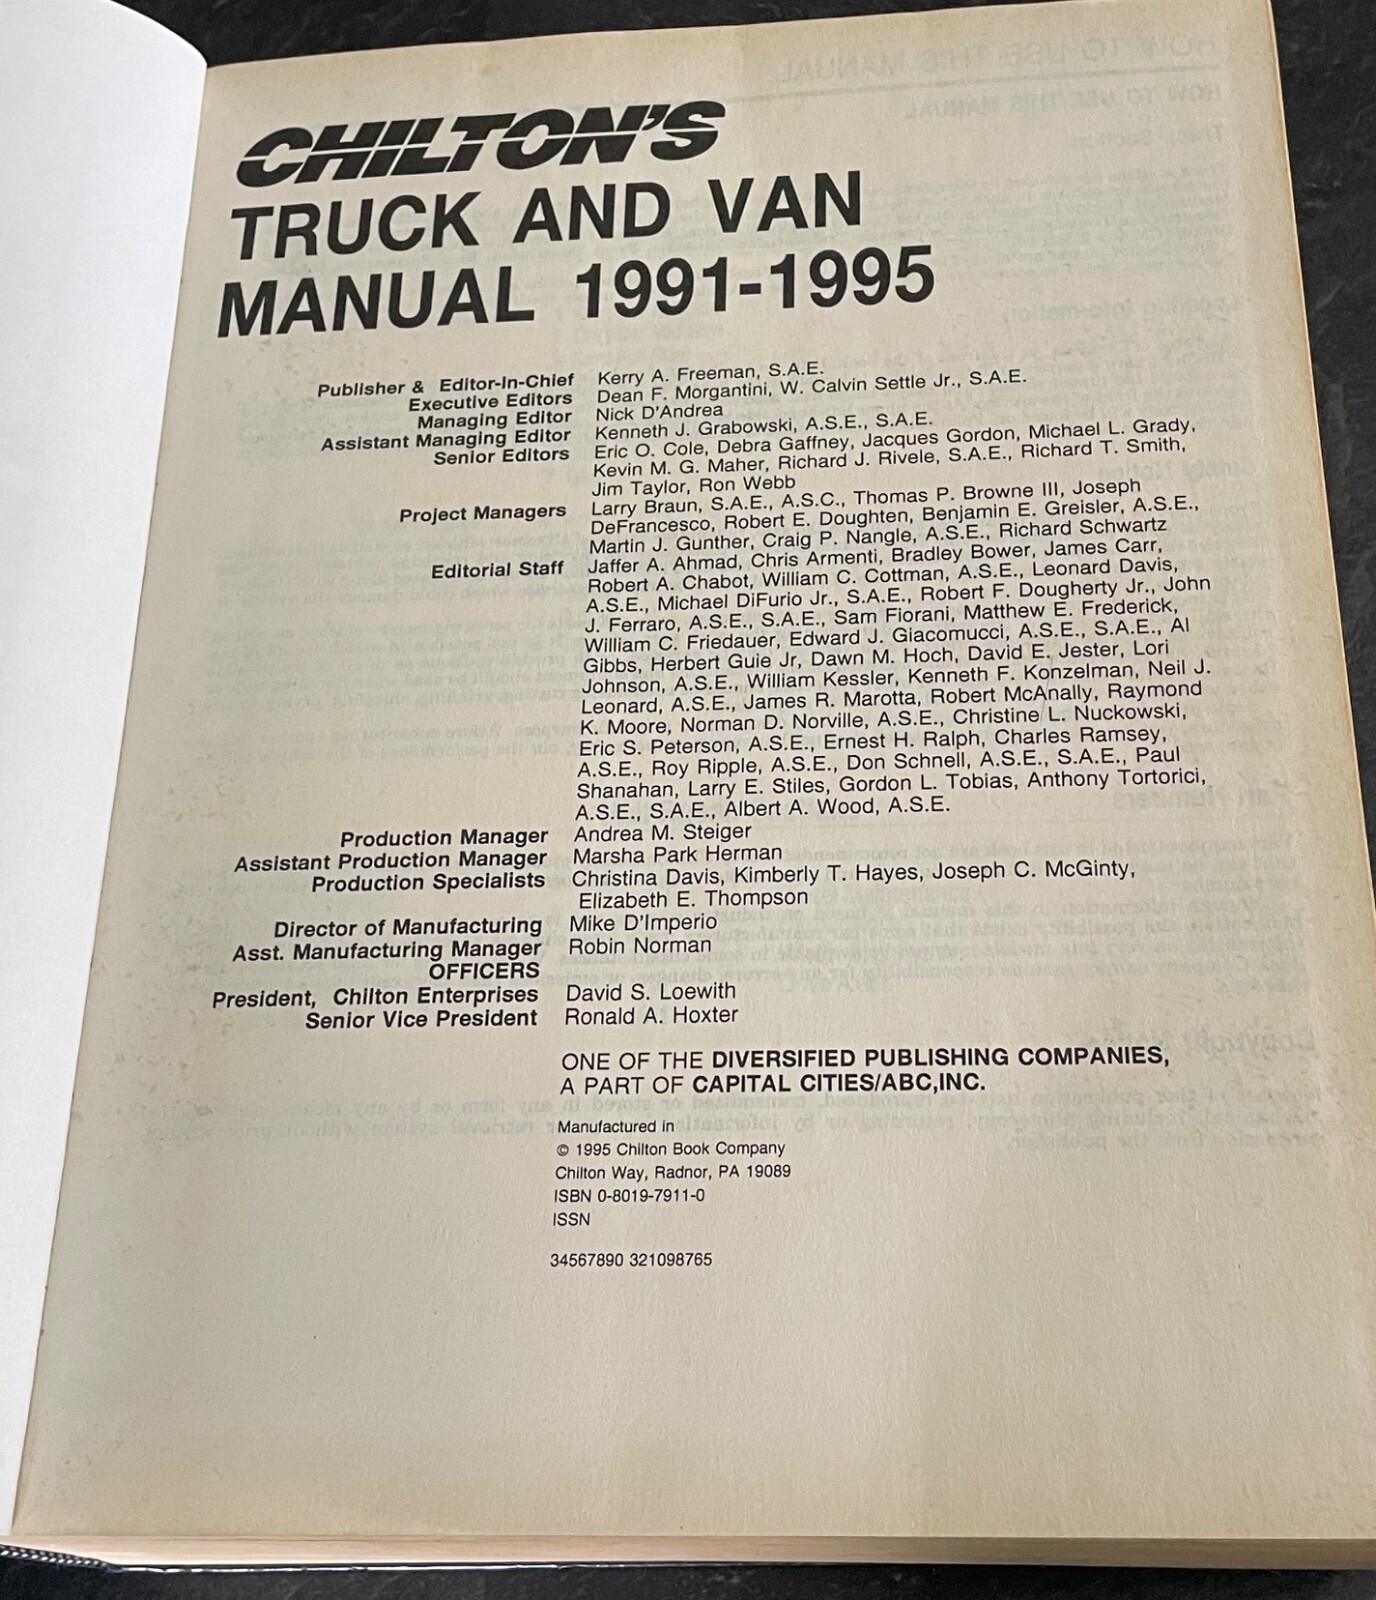 CHILTON'S
TRUCK AND VAN
MANUAL 1991-1995
Publisher & Editor-In-Chief Kerry A. Freeman, S.A.E.
Executive Editors Dean F. Morgantini, W. Calvin Settle Jr., S.A.E.
Managing Editor Nick D'Andrea
Assistant Managing Editor Kenneth J. Grabowski, A.S.E., S.A.E.
Senior Editors Eric O. Cole, Debra Gaffney, Jacques Gordon, Michael L. Grady,
Kevin M. G. Maher, Richard J. Rivele, S.A.E., Richard T. Smith,
Jim Taylor, Ron Webb
Project Managers Larry Braun, S.A.E., A.S.C., Thomas P. Browne III, Joseph
DeFrancesco, Robert E. Doughten, Benjamin E. Greisler, A.S.E.,
Martin J. Gunther, Craig P. Nangle, A.S.E., Richard Schwartz
Editorial Staff Jaffer A. Ahmad, Chris Armenti, Bradley Bower, James Carr,
Robert A. Chabot, William C. Cottman, A.S.E., Leonard Davis,
A.S.E., Michael DiFurio Jr., S.A.E., Robert F. Dougherty Jr., John
J. Ferraro, A.S.E., S.A.E., Sam Fiorani, Matthew E. Frederick,
William C. Friedauer, Edward J. Giacomucci, A.S.E., S.A.E., Al
Gibbs, Herbert Guie Jr, Dawn M. Hoch, David E. Jester, Lori
Johnson, A.S.E., William Kessler, Kenneth F. Konzelman, Neil J.
Leonard, A.S.E., James R. Marotta, Robert McAnally, Raymond
K. Moore, Norman D. Norville, A.S.E., Christine L. Nuckowski,
Eric S. Peterson, A.S.E., Ernest H. Ralph, Charles Ramsey,
A.S.E., Roy Ripple, A.S.E., Don Schnell, A.S.E., S.A.E., Paul
Shanahan, Larry E. Stiles, Gordon L. Tobias, Anthony Tortorici,
A.S.E., S.A.E., Albert A. Wood, A.S.E.
Production Manager Andrea M. Steiger
Assistant Production Manager Marsha Park Herman
Production Specialists Christina Davis, Kimberly T. Hayes, Joseph C. McGinty,
Elizabeth E. Thompson
Director of Manufacturing Mike D'Imperio
Asst. Manufacturing Manager Robin Norman
OFFICERS
President, Chilton Enterprises David S. Loewith
Senior Vice President Ronald A. Hoxter
ONE OF THE DIVERSIFIED PUBLISHING COMPANIES,
A PART OF CAPITAL CITIES/ABC,INC.
Manufactured in
© 1995 Chilton Book Company
Chilton Way, Radnor, PA 19089
ISBN 0-8019-7911-0
ISSN
34567890 321098765